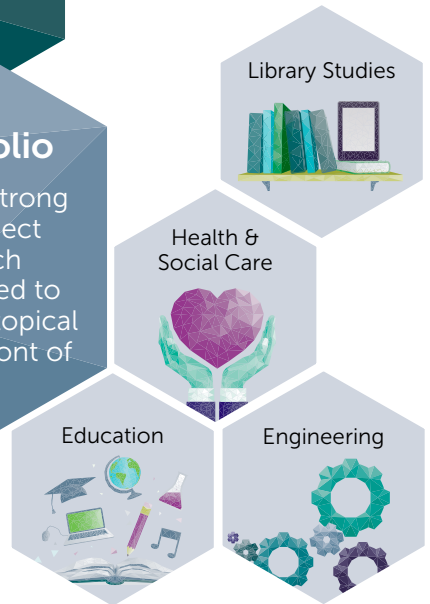 Library Studies
olio
trong
ect
ch
ed to
opical
ont of
Health &
Social Care
Education
Engineering